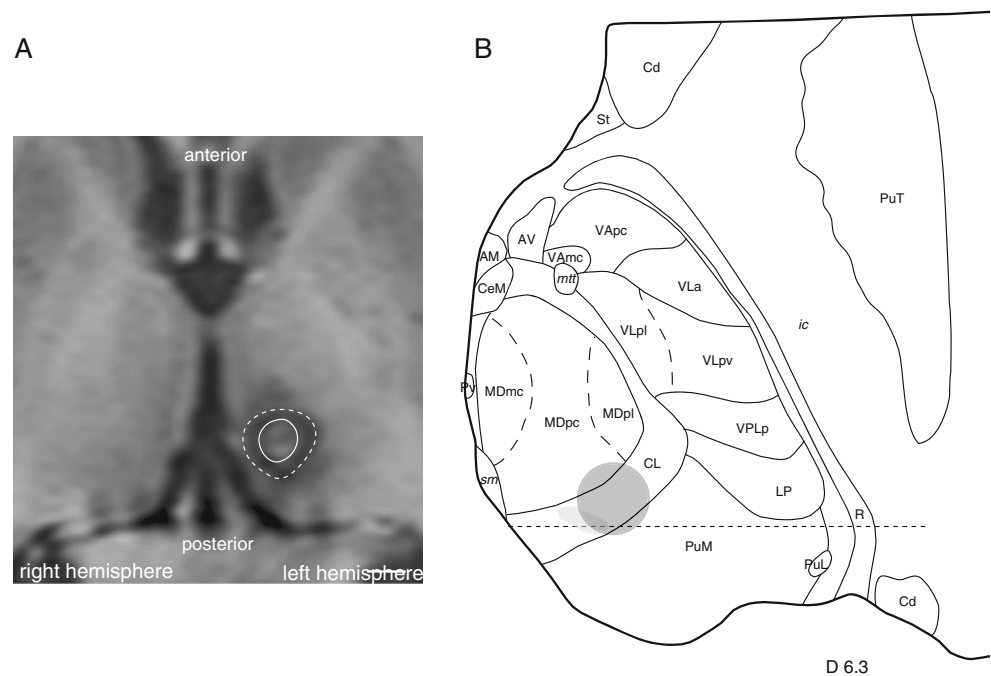 A
B
anterior
posterior
right hemisphere
left hemisphere
Cd
St
PuT
AV
VApc
AM
VAmc
mtt
CeM
VLa
ic
VLpl
VLpv
Pv
MDmc
MDpc
MDpl
VPLp
CL
sm
LP
R
PuM
PuL
Cd
D 6.3